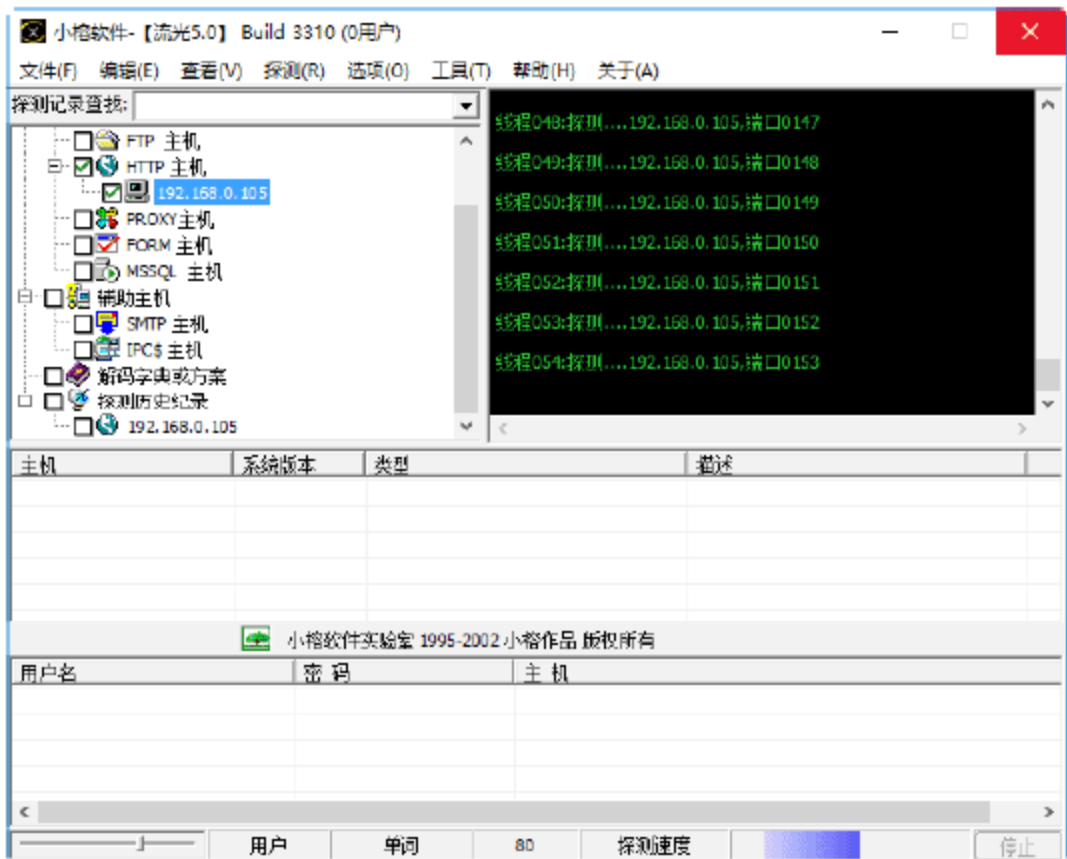 小榕软件-【流光5.0】 Build 3310 (0用户)
文件(F) 编辑(E) 查看(V) 探测(R) 选项(O) 工具(T) 帮助(H) 关于(A)
探测记录查找:
FTP 主机
HTTP 主机
192.168.0.105
PROXY主机
FORM 主机
MSSQL 主机
辅助主机
SMTP 主机
IPC$ 主机
解码字典或方案
探测历史纪录
192.168.0.105
线程048:探测....192.168.0.105,端口0147
线程049:探测....192.168.0.105,端口0148
线程050:探测....192.168.0.105,端口0149
线程051:探测....192.168.0.105,端口0150
线程052:探测....192.168.0.105,端口0151
线程053:探测....192.168.0.105,端口0152
线程054:探测....192.168.0.105,端口0153
主机 系统版本 类型 描述
小榕软件实验室 1995-2002 小榕作品 版权所有
用户名 密 码 主 机
用户 单词 80 探测速度 停止